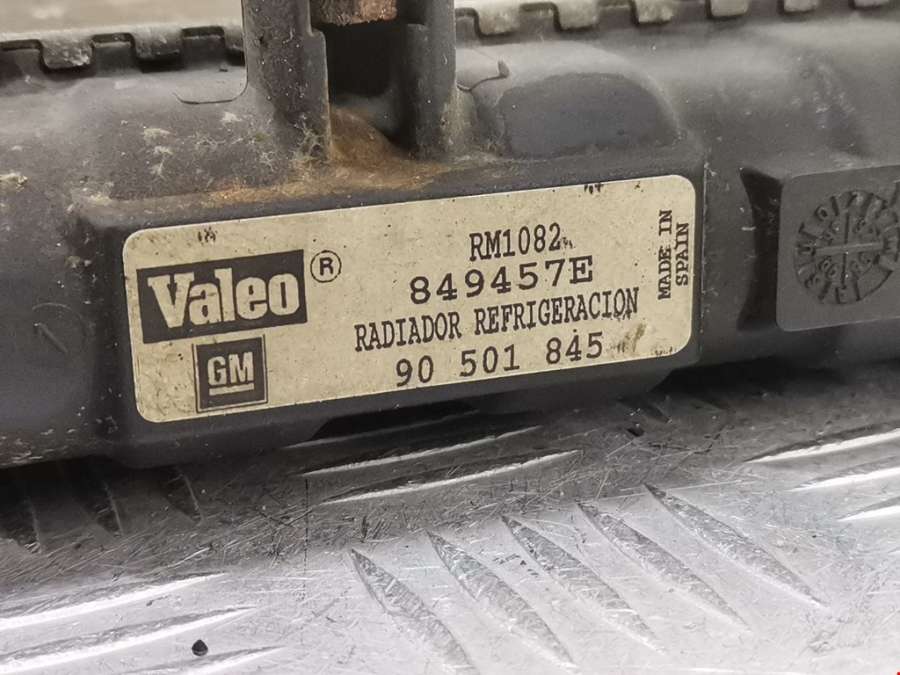 Valeo®
GM
RM1082
849457E
RADIADOR REFRIGERACION
90 501 845
MADE IN
SPAIN